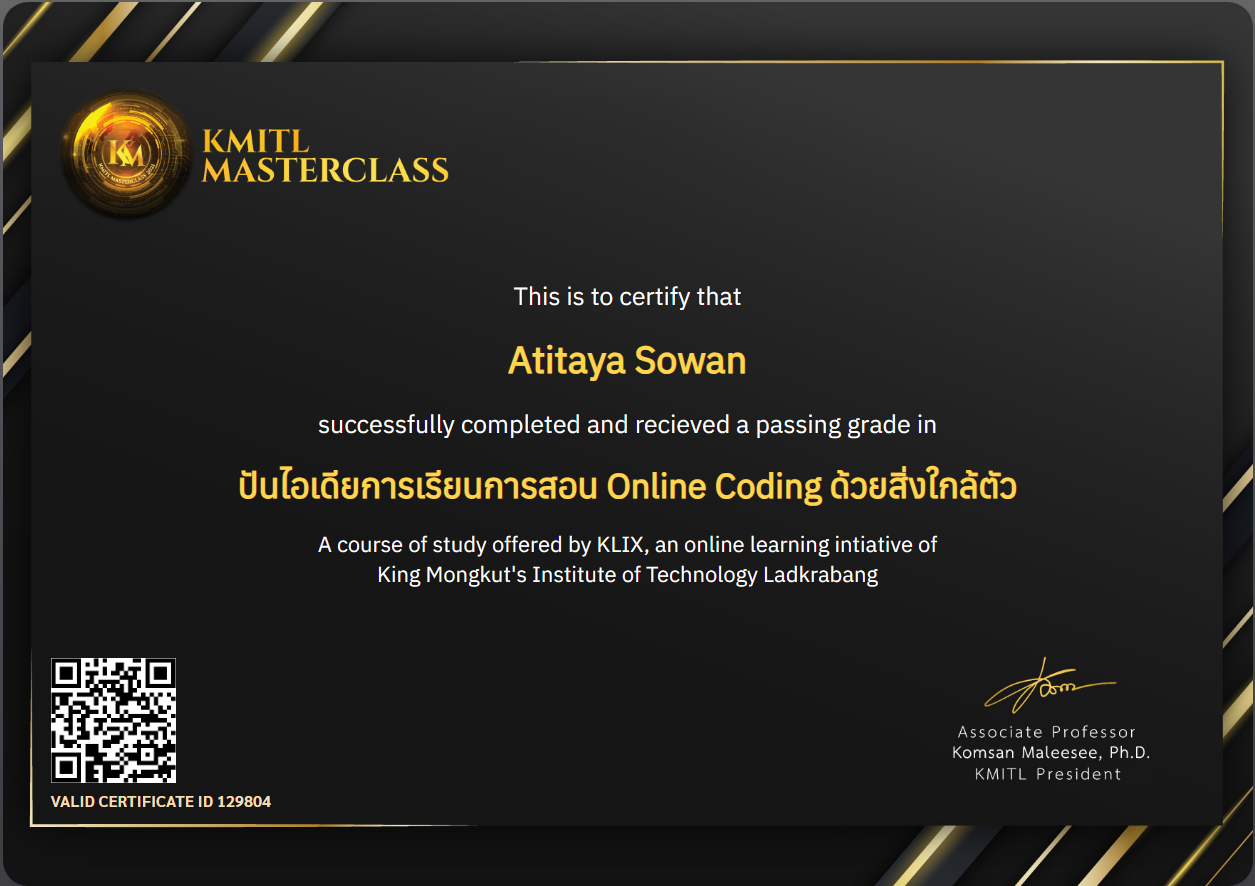 KM
KMITL MASTERCLASS 2021
KMITL
MASTERCLASS
This is to certify that
Atitaya Sowan
successfully completed and recieved a passing grade in
ปันไอเดียการเรียนการสอน Online Coding ด้วยสิ่งใกล้ตัว
A course of study offered by KLIX, an online learning intiative of
King Mongkut's Institute of Technology Ladkrabang
Associate Professor
Komsan Maleesee, Ph.D.
KMITL President
VALID CERTIFICATE ID 129804